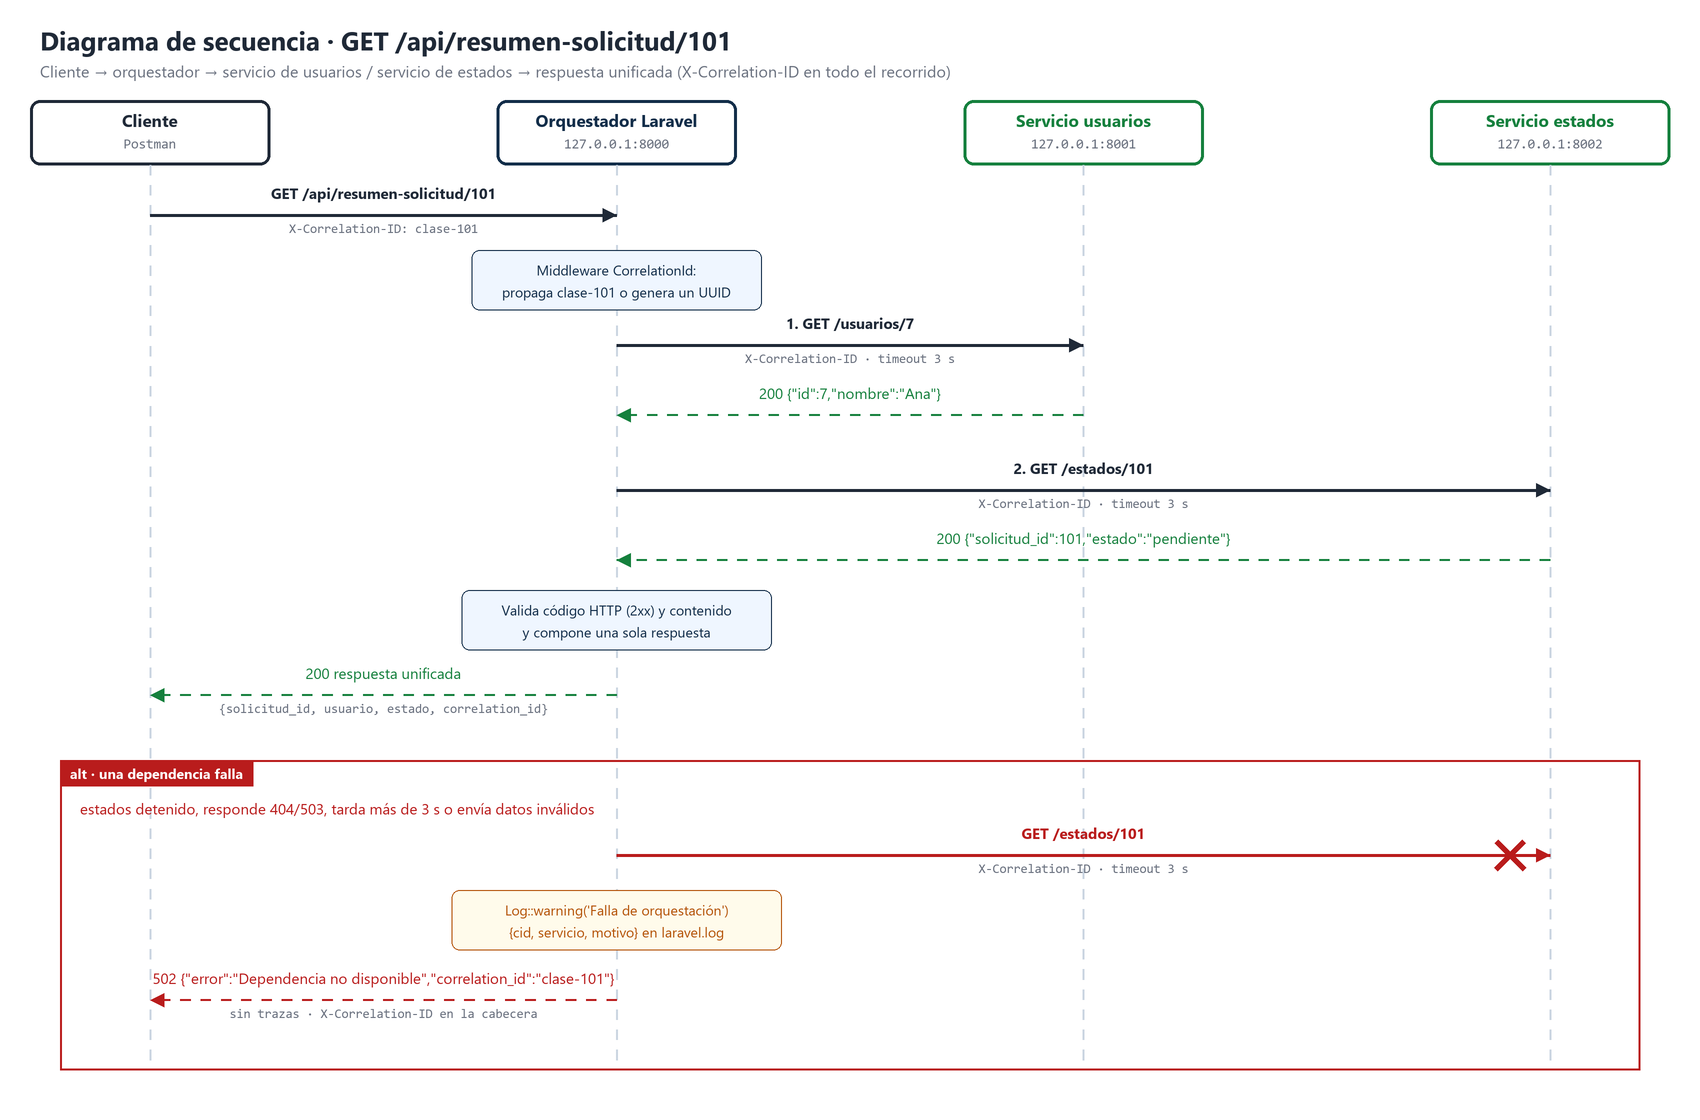 Diagrama de secuencia · GET /api/resumen-solicitud/101
Cliente → orquestador → servicio de usuarios / servicio de estados → respuesta unificada (X-Correlation-ID en todo el recorrido)
Cliente
Postman
Orquestador Laravel
127.0.0.1:8000
Servicio usuarios
127.0.0.1:8001
Servicio estados
127.0.0.1:8002
GET /api/resumen-solicitud/101
X-Correlation-ID: clase-101
Middleware CorrelationId:
propaga clase-101 o genera un UUID
1. GET /usuarios/7
X-Correlation-ID · timeout 3 s
200 {"id":7,"nombre":"Ana"}
2. GET /estados/101
X-Correlation-ID · timeout 3 s
200 {"solicitud_id":101,"estado":"pendiente"}
Valida código HTTP (2xx) y contenido
y compone una sola respuesta
200 respuesta unificada
{solicitud_id, usuario, estado, correlation_id}
alt · una dependencia falla
estados detenido, responde 404/503, tarda más de 3 s o envía datos inválidos
GET /estados/101
X-Correlation-ID · timeout 3 s
Log::warning('Falla de orquestación')
{cid, servicio, motivo} en laravel.log
502 {"error":"Dependencia no disponible","correlation_id":"clase-101"}
sin trazas · X-Correlation-ID en la cabecera